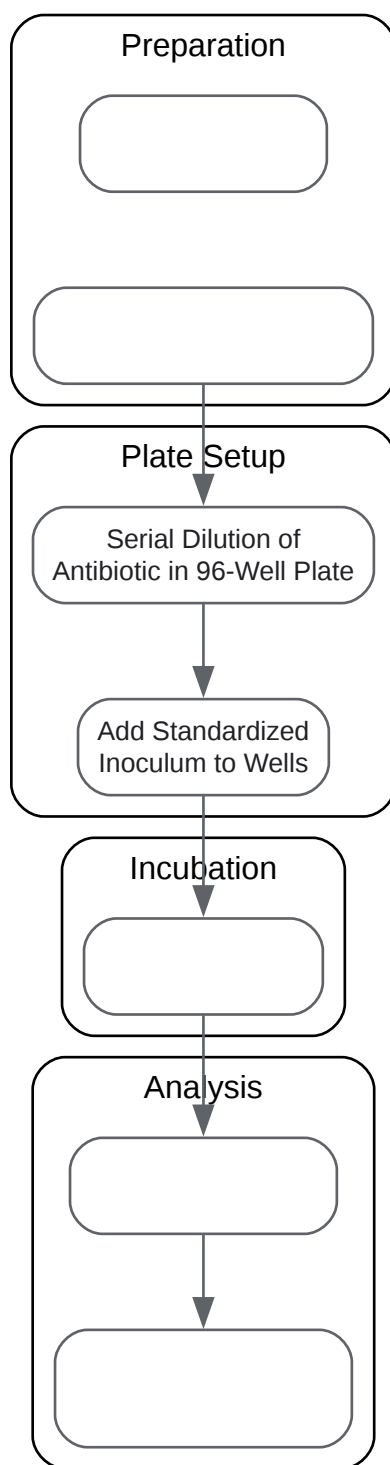 Preparation
Plate Setup
Serial Dilution of
Antibiotic in 96-Well Plate
Add Standardized
Inoculum to Wells
Incubation
Analysis